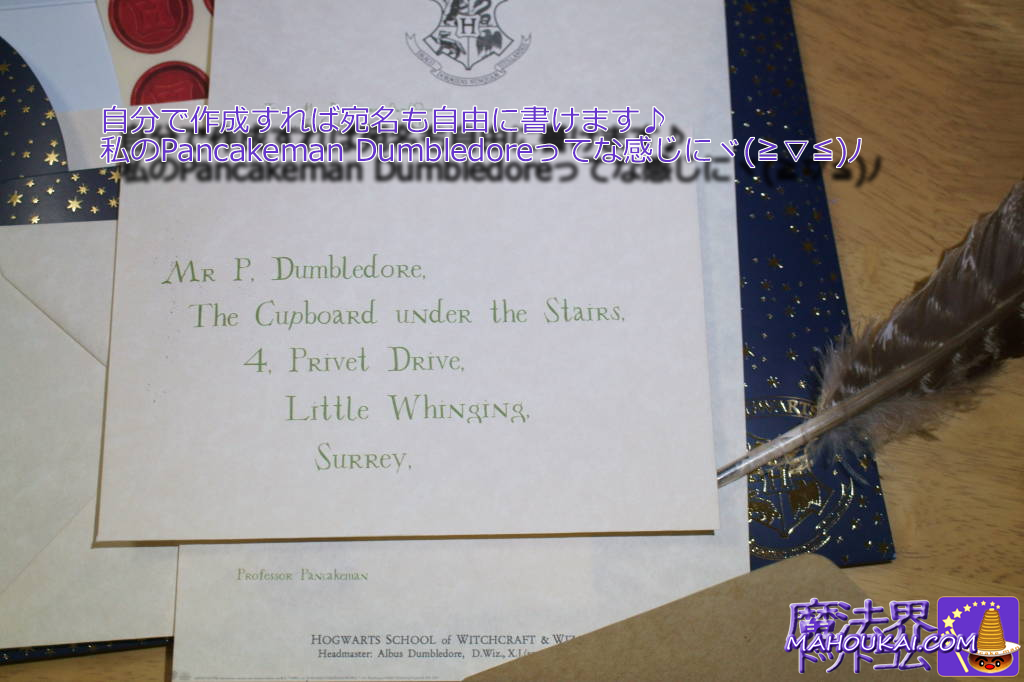 自分で作成すれば宛名も自由に書けます♪
私のPancakeman Dumbledoreってな感じにヾ(≧▽≦)ﾉ
Mr P. Dumbledore,
The Cupboard under the Stairs,
4, Privet Drive,
Little Whinging,
Surrey,
HOGWARTS
Professor Pancakeman
Hogwarts School of Witchcraft &
Headmaster: Albus Dumbledore, D.Wiz.,
魔法界
ドットコム
MAHOUKAI.COM